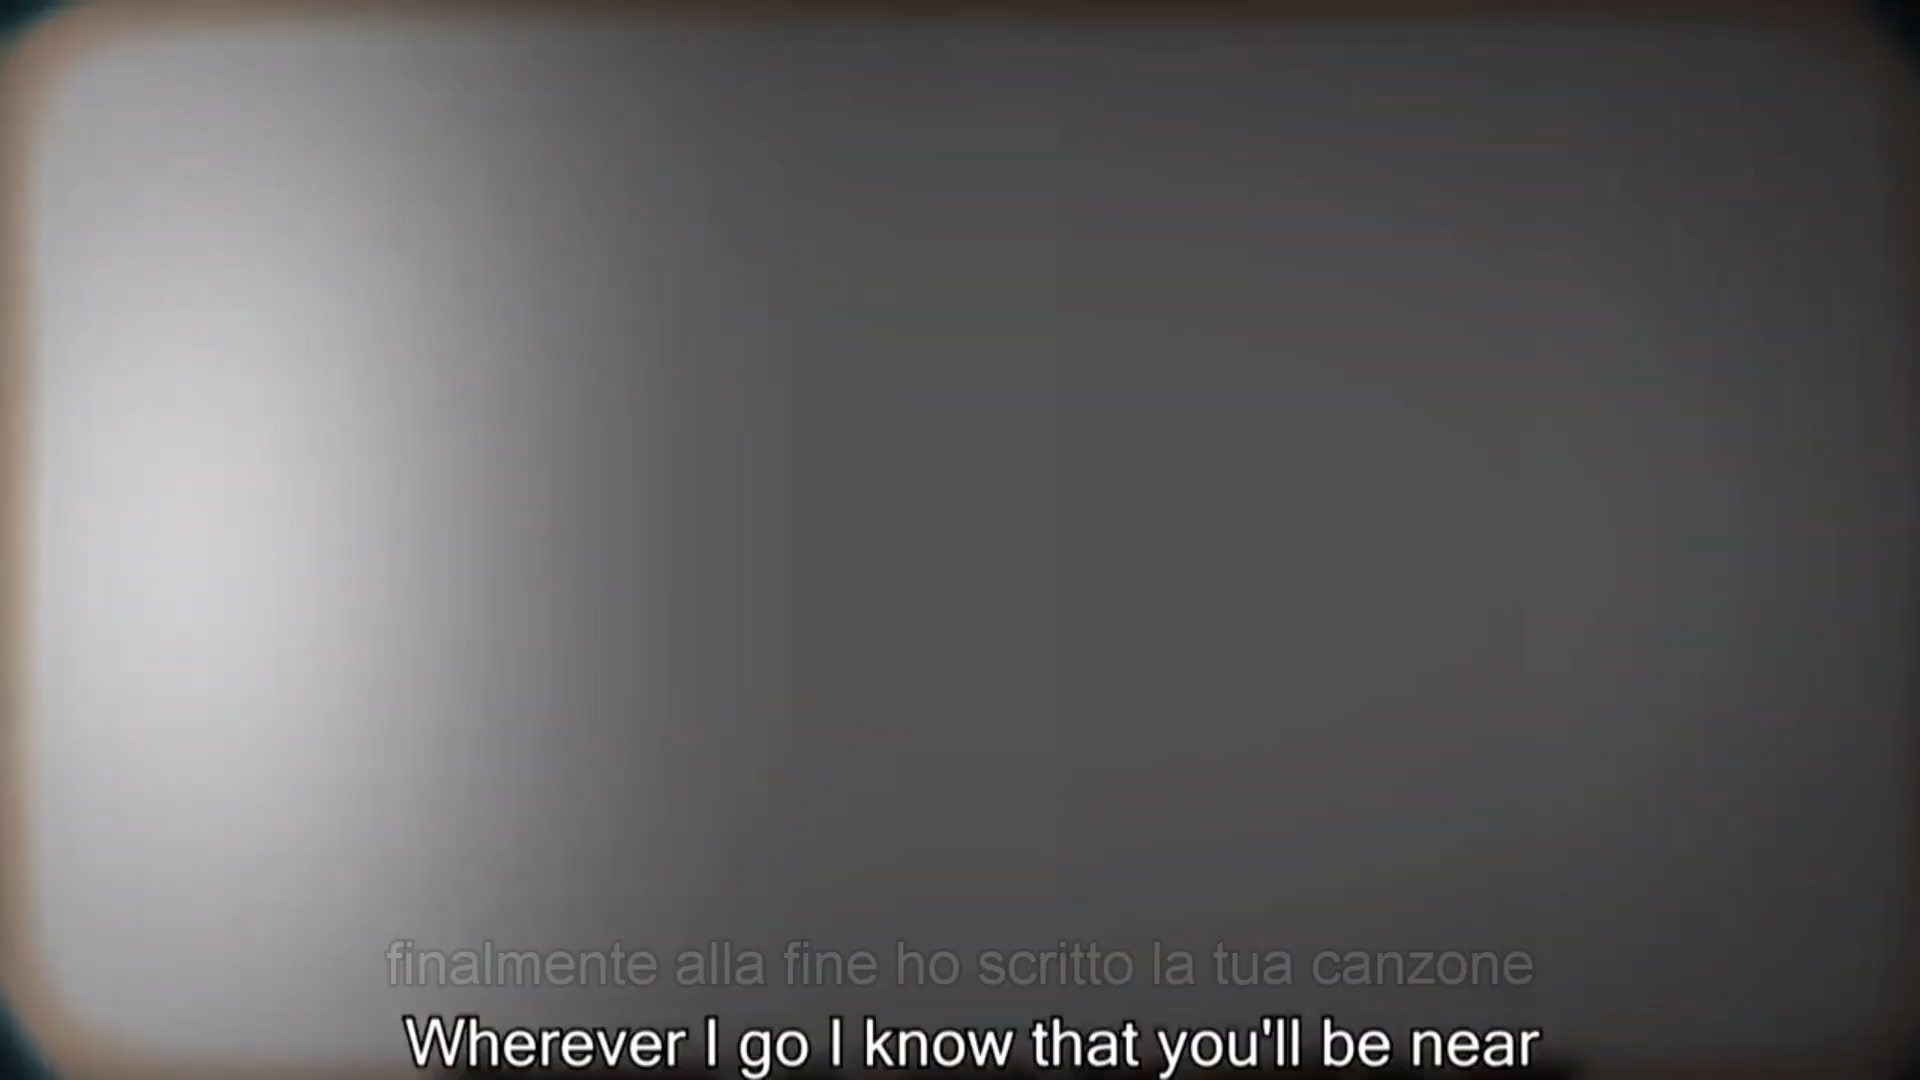 finalmente alla fine ho scritto la tua canzone
Wherever I go I know that you'll be near